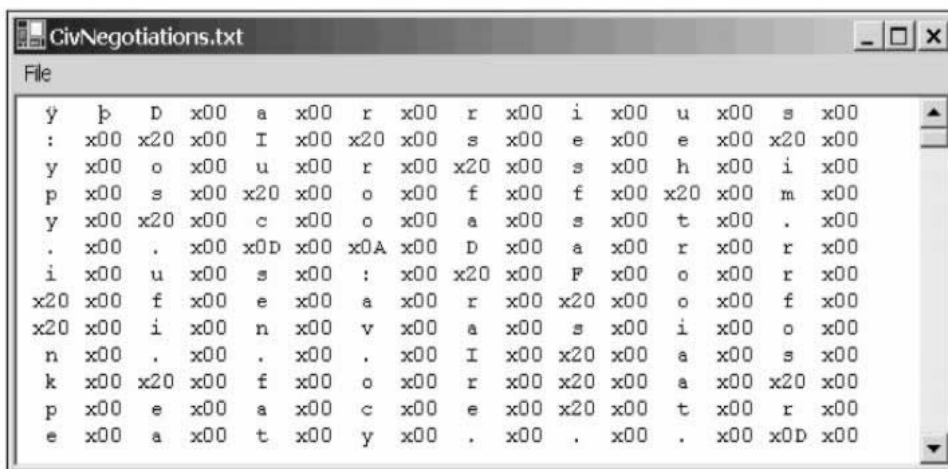 CivNegotiations.txt
File
ÿ þ D x00 a x00 r x00 r x00 i x00 u x00 s x00
: x00 x20 x00 I x00 x20 x00 s x00 e x00 e x00 x20 x00
y x00 o x00 u x00 r x00 x20 x00 s x00 h x00 i x00
p x00 s x00 x20 x00 o x00 f x00 f x00 x20 x00 m x00
y x00 x20 x00 c x00 o x00 a x00 s x00 t x00 . x00
. x00 . x00 x0D x00 x0A x00 D x00 a x00 r x00 r x00
i x00 u x00 s x00 : x00 x20 x00 F x00 o x00 r x00
x20 x00 f x00 e x00 a x00 r x00 x20 x00 o x00 f x00
x20 x00 i x00 n x00 v x00 a x00 s x00 i x00 o x00
n x00 . x00 . x00 . x00 I x00 x20 x00 a x00 s x00
k x00 x20 x00 f x00 o x00 r x00 x20 x00 a x00 x20 x00
p x00 e x00 a x00 c x00 e x00 x20 x00 t x00 r x00
e x00 a x00 t x00 y x00 . x00 . x00 . x00 x0D x00